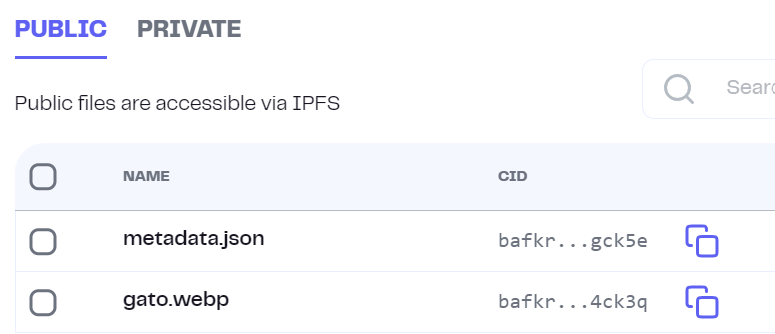 PUBLIC PRIVATE
Public files are accessible via IPFS
Searc
NAME CID
metadata.json bafkr...gck5e
gato.webp bafkr...4ck3q